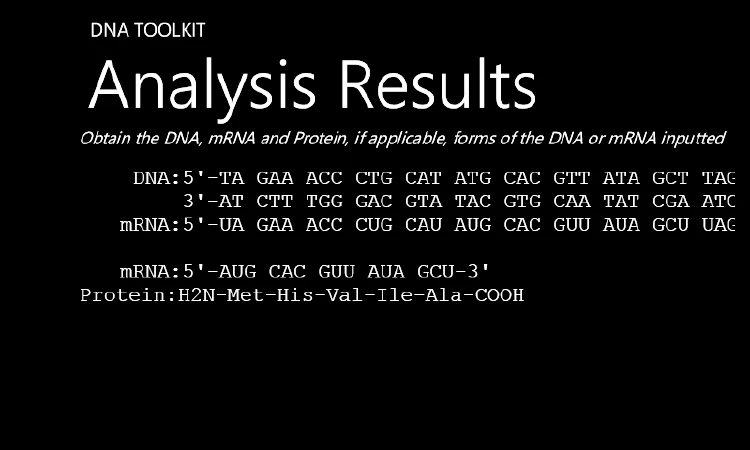 DNA TOOLKIT
Analysis Results
Obtain the DNA, mRNA and Protein, if applicable, forms of the DNA or mRNA inputted
DNA:5'-TA GAA ACC CTG CAT ATG CAC GTT ATA GCT TAG
3'-AT CTT TGG GAC GTA TAC GTG CAA TAT CGA ATC
mRNA:5'-UA GAA ACC CUG CAU AUG CAC GUU AUA GCU UAG
mRNA:5'-AUG CAC GUU AUA GCU-3'
Protein:H2N-Met-His-Val-Ile-Ala-COOH